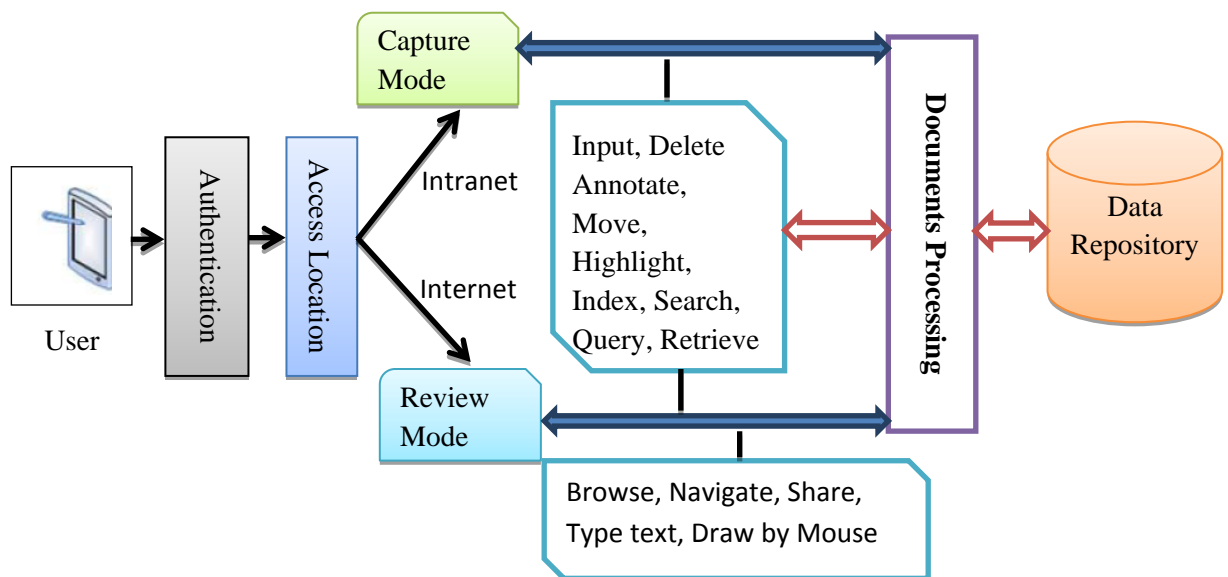 User
Authentication
Access Location
Capture
Mode
Intranet
Internet
Review
Mode
Input, Delete
Annotate,
Move,
Highlight,
Index, Search,
Query, Retrieve
Browse, Navigate, Share,
Type text, Draw by Mouse
Documents Processing
Data
Repository